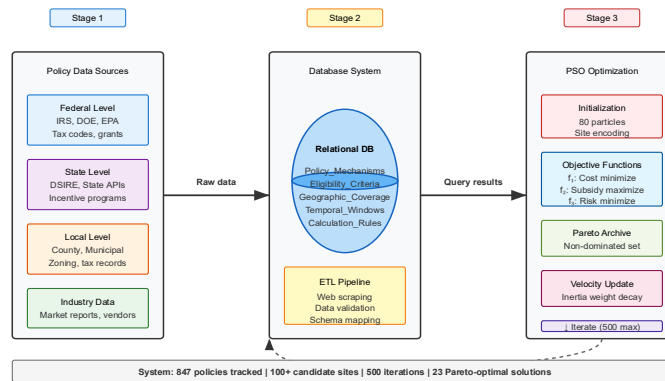 Stage 1
Stage 2
Stage 3
Policy Data Sources
Federal Level
IRS, DOE, EPA
Tax codes, grants
State Level
DSIRE, State APIs
Incentive programs
Local Level
County, Municipal
Zoning, tax records
Industry Data
Market reports, vendors
Raw data
Database System
Relational DB
Policy_Mechanisms
Eligibility_Criteria
Geographic_Coverage
Temporal_Windows
Calculation_Rules
ETL Pipeline
Web scraping
Data validation
Schema mapping
Query results
PSO Optimization
Initialization
80 particles
Site encoding
Objective Functions
f₁: Cost minimize
f₂: Subsidy maximize
f₃: Risk minimize
Pareto Archive
Non-dominated set
Velocity Update
Inertia weight decay
↓ Iterate (500 max)
System: 847 policies tracked | 100+ candidate sites | 500 iterations | 23 Pareto-optimal solutions